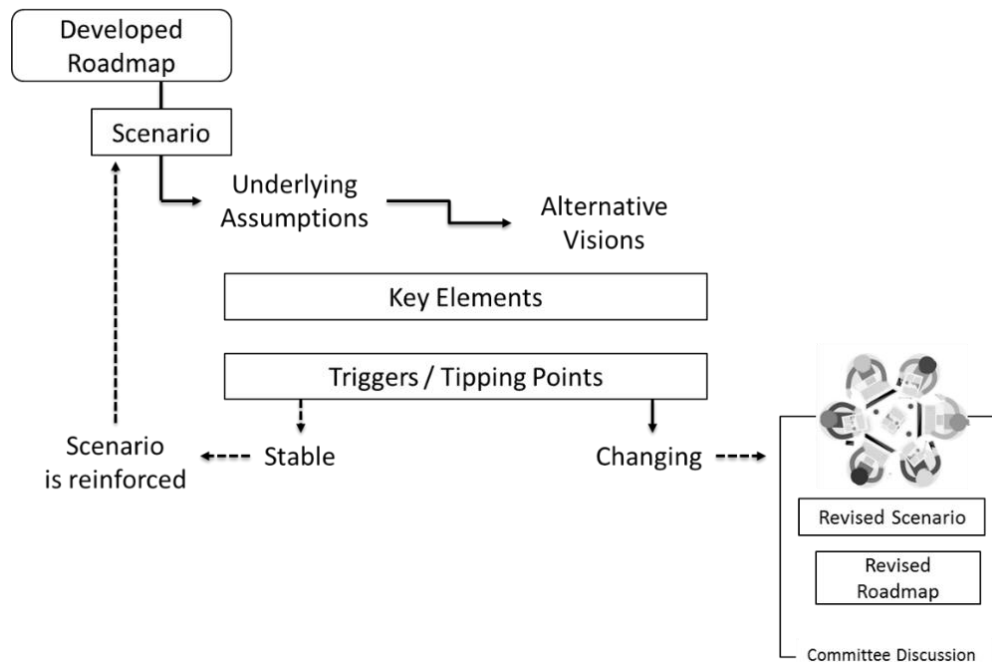 Developed
Roadmap
Scenario
Underlying
Assumptions
Alternative
Visions
Key Elements
Triggers / Tipping Points
Scenario
is reinforced
Stable
Changing
Revised Scenario
Revised
Roadmap
Committee Discussion